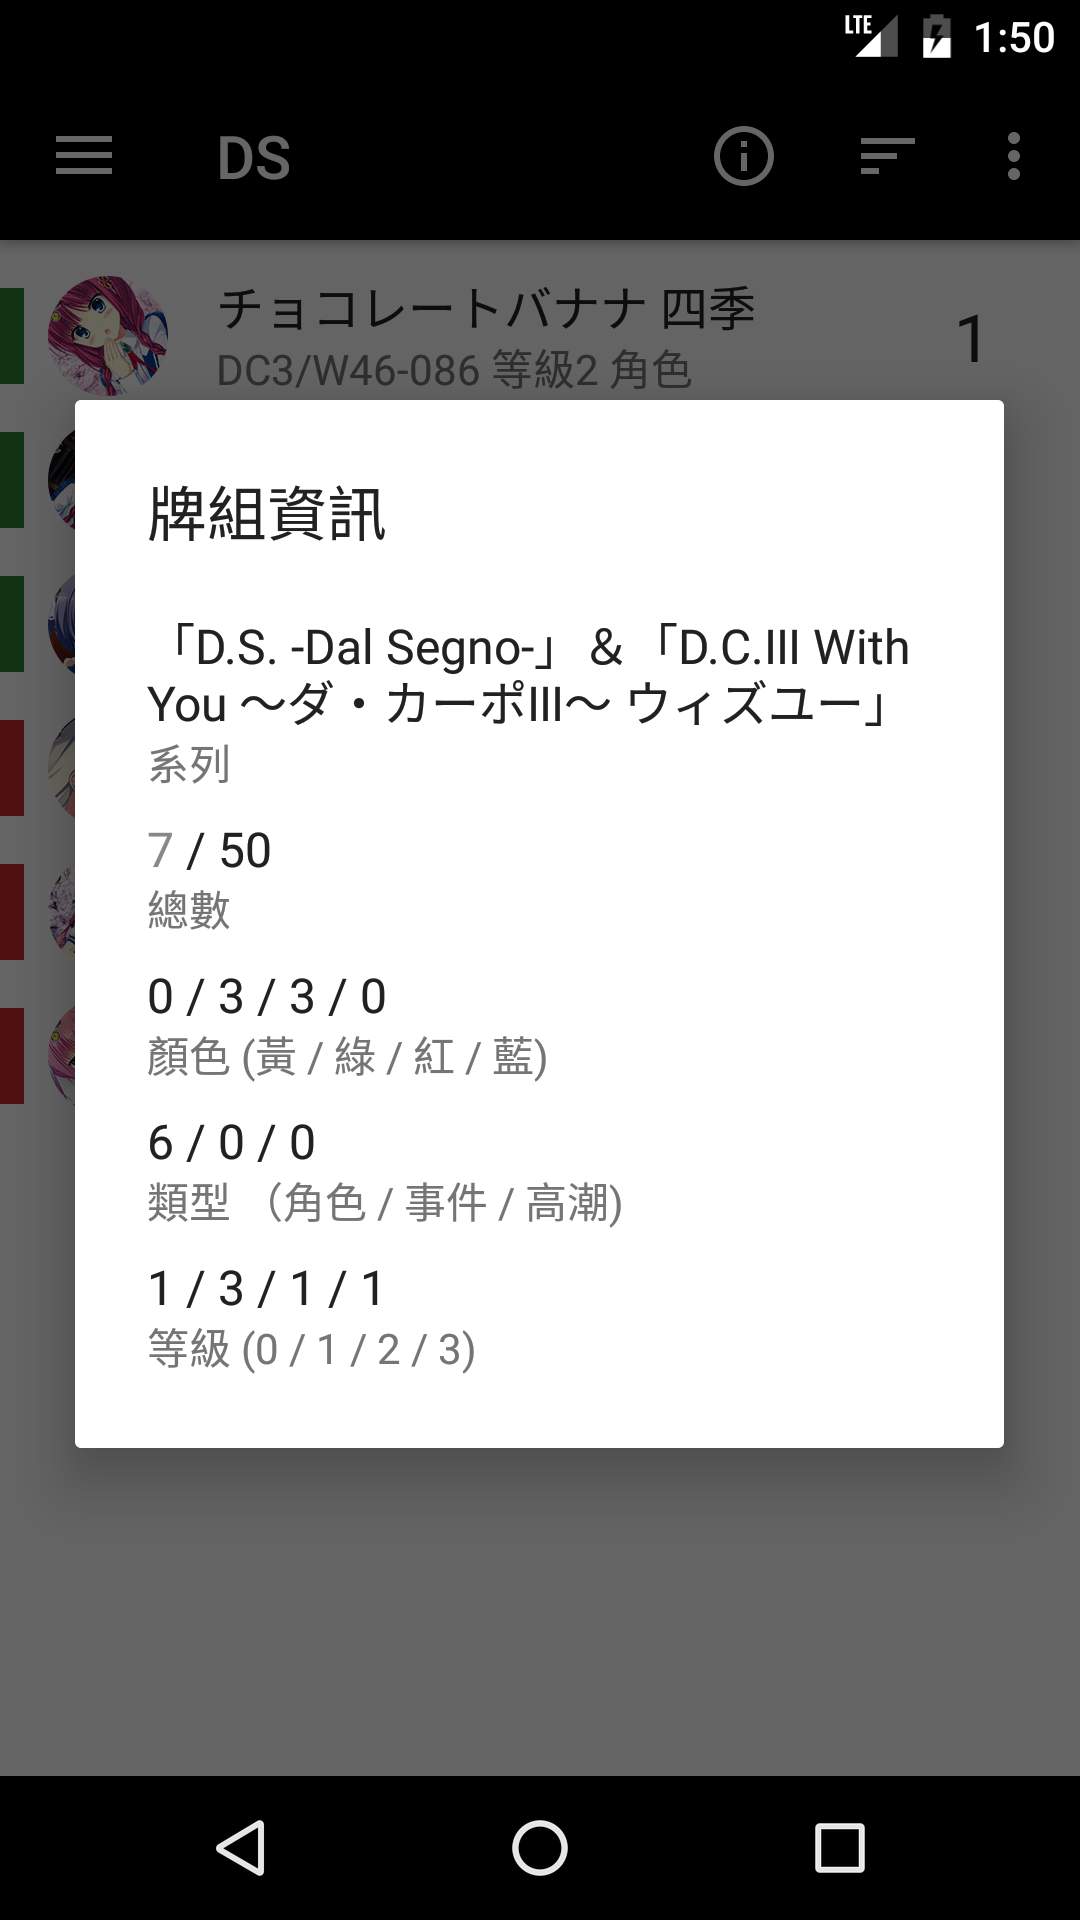 LTE 1:50
DS
チョコレートバナナ 四季
DC3/W46-086 等級2 角色
1
牌組資訊
「D.S. -Dal Segno-」&「D.C.III With
You ～ダ・カーポIII～ ウィズユー」
系列
7 / 50
總數
0 / 3 / 3 / 0
顏色 (黃 / 綠 / 紅 / 藍)
6 / 0 / 0
類型 （角色 / 事件 / 高潮)
1 / 3 / 1 / 1
等級 (0 / 1 / 2 / 3)